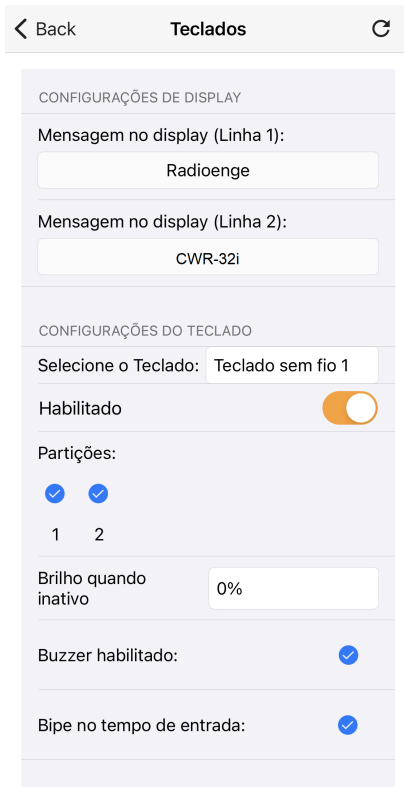 Back
Teclados
CONFIGURAÇÕES DE DISPLAY
Mensagem no display (Linha 1):
Radioenge
Mensagem no display (Linha 2):
CWR-32i
CONFIGURAÇÕES DO TECLADO
Selecione o Teclado: Teclado sem fio 1
Habilitado
Partições:
1 2
Brilho quando
inativo
0%
Buzzer habilitado:
Bipe no tempo de entrada: